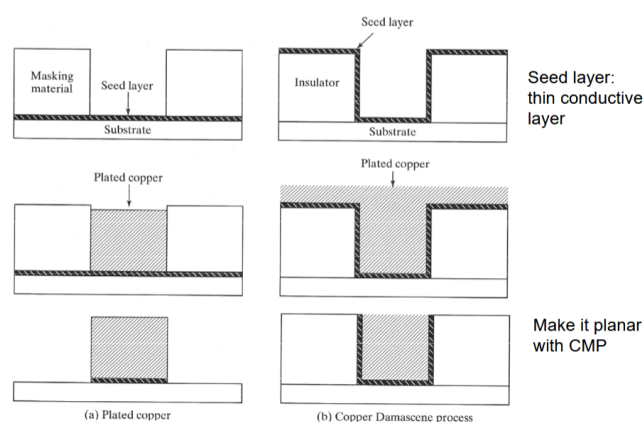 Seed layer
Masking
material
Seed layer
Insulator
Substrate
Substrate
Seed layer:
thin conductive
layer
Plated copper
Plated copper
Make it planar
with CMP
(a) Plated copper
(b) Copper Damascene process